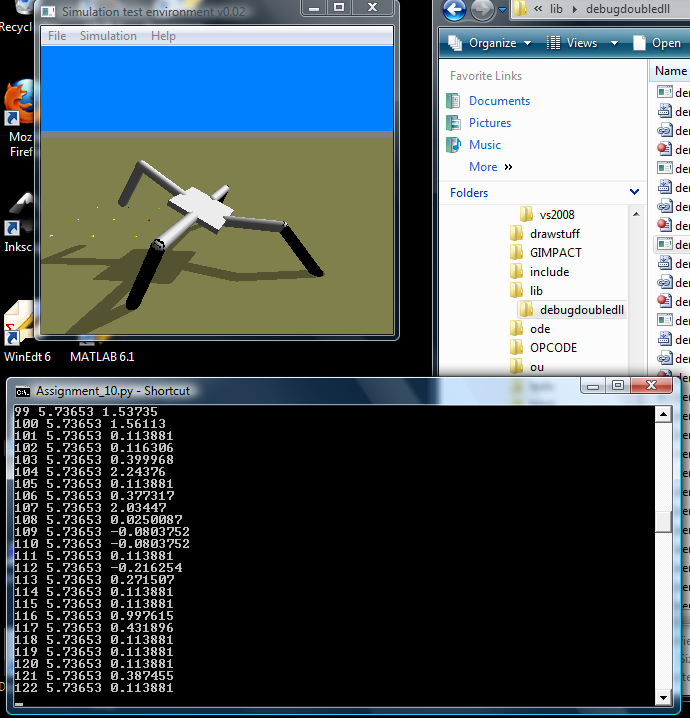 Simulation test environment v0.02
File Simulation Help
Recycl
Moz
Firef
Inksc
WinEdt 6
MATLAB 6.1
« lib ▸ debugdoubledll
Organize Views Open
Favorite Links
Documents
Pictures
Music
More »
Folders
vs2008
drawstuff
GIMPACT
include
lib
debugdoubledll
ode
OPCODE
ou
Name
Assignment_10.py - Shortcut
99 5.73653 1.53735
100 5.73653 1.56113
101 5.73653 0.113881
102 5.73653 0.116306
103 5.73653 0.399968
104 5.73653 2.24376
105 5.73653 0.113881
106 5.73653 0.377317
107 5.73653 2.03447
108 5.73653 0.0250087
109 5.73653 -0.0803752
110 5.73653 -0.0803752
111 5.73653 0.113881
112 5.73653 -0.216254
113 5.73653 0.271507
114 5.73653 0.113881
115 5.73653 0.113881
116 5.73653 0.997615
117 5.73653 0.431896
118 5.73653 0.113881
119 5.73653 0.113881
120 5.73653 0.113881
121 5.73653 0.387455
122 5.73653 0.113881